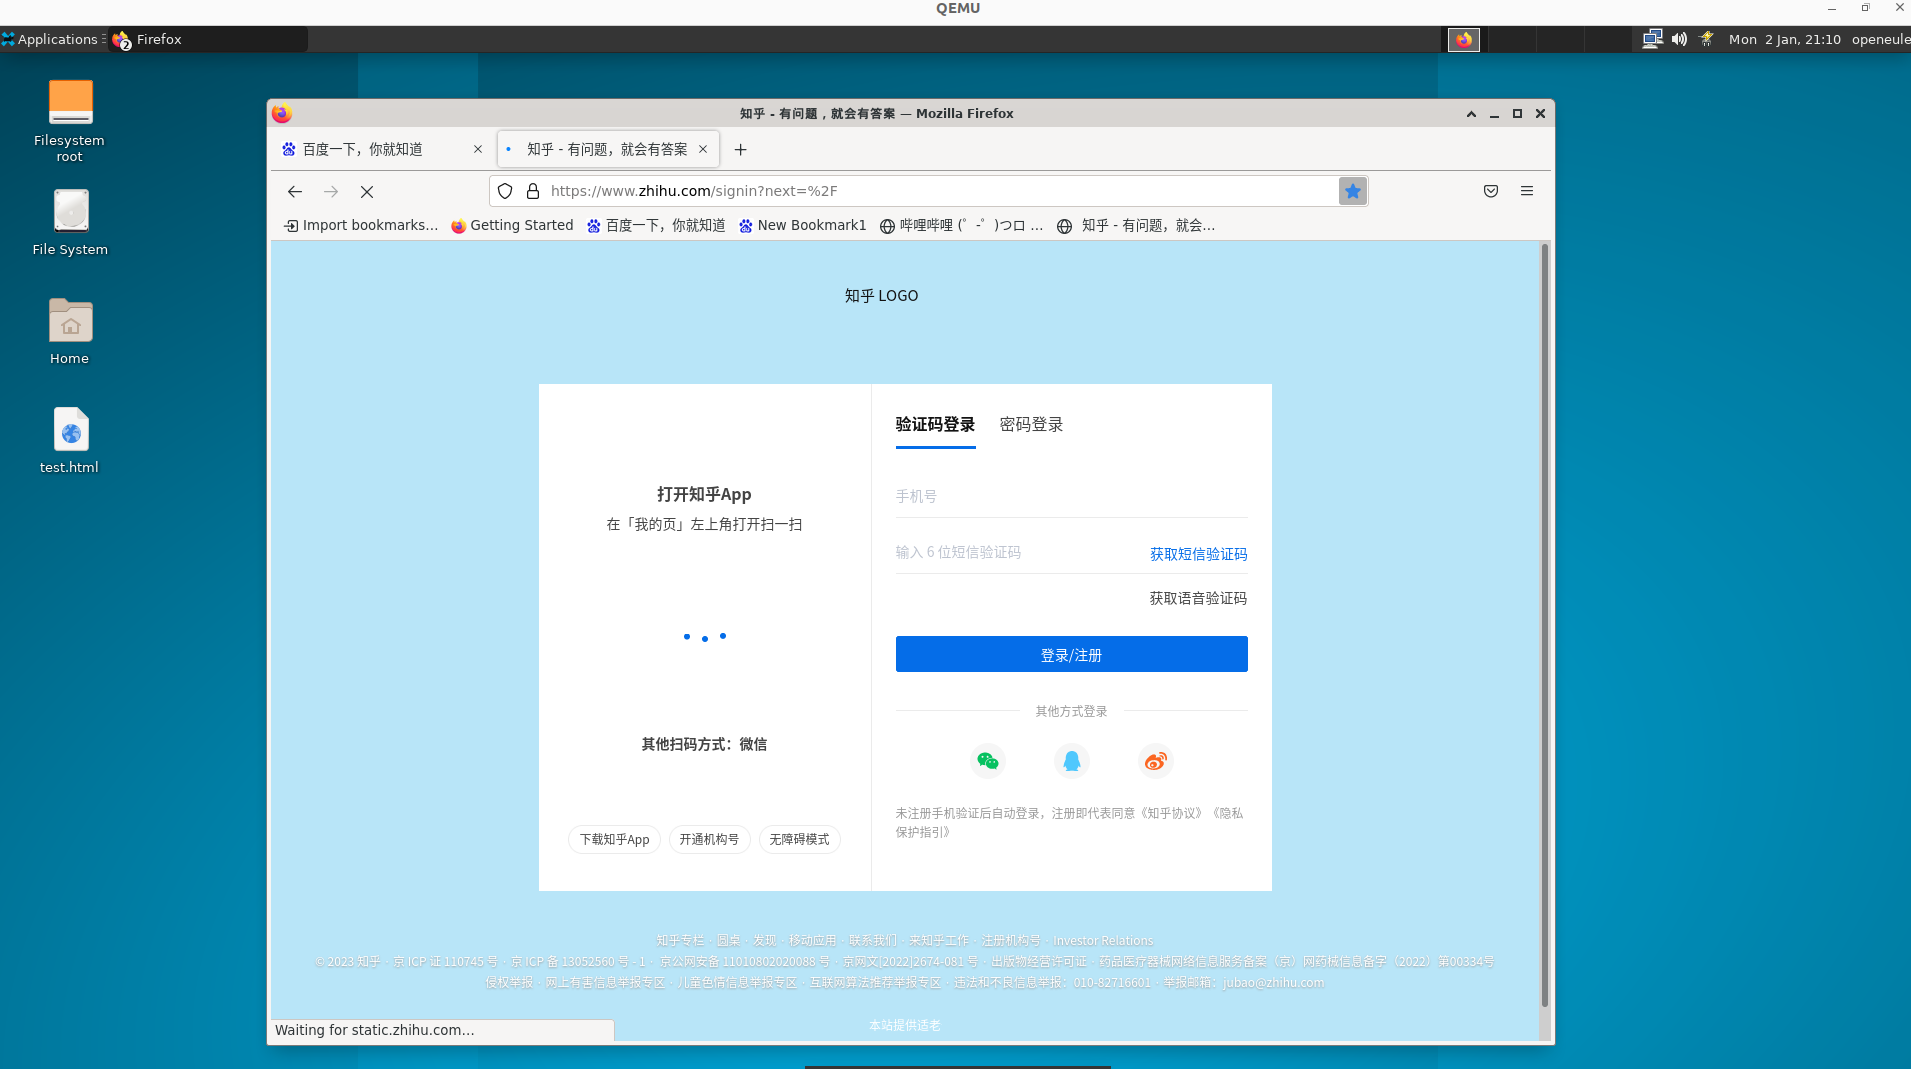 QEMU
Applications
2
Firefox
Mon 2 Jan, 21:10
openeule
Filesystem
root
File System
Home
test.html
知乎 - 有问题，就会有答案 — Mozilla Firefox
百度一下，你就知道
知乎 - 有问题，就会有答案
https://www.zhihu.com/signin?next=%2F
Import bookmarks…
Getting Started
百度一下，你就知道
New Bookmark1
哔哩哔哩 (゜-゜)つロ …
知乎 - 有问题，就会…
知乎 LOGO
打开知乎App
在「我的页」左上角打开扫一扫
其他扫码方式：微信
下载知乎App
开通机构号
无障碍模式
验证码登录
密码登录
手机号
输入 6 位短信验证码
获取短信验证码
获取语音验证码
登录/注册
其他方式登录
未注册手机验证后自动登录，注册即代表同意《知乎协议》《隐私
保护指引》
知乎专栏 · 圆桌 · 发现 · 移动应用 · 联系我们 · 来知乎工作 · 注册机构号 · Investor Relations
© 2023 知乎 · 京 ICP 证 110745 号 · 京 ICP 备 13052560 号 - 1 · 京公网安备 11010802020088 号 · 京网文[2022]2674-081 号 · 出版物经营许可证 · 药品医疗器械网络信息服务备案（京）网药械信息备字（2022）第00334号
侵权举报 · 网上有害信息举报专区 · 儿童色情信息举报专区 · 互联网算法推荐举报专区 · 违法和不良信息举报：010-82716601 · 举报邮箱：jubao@zhihu.com
本站提供适老
Waiting for static.zhihu.com…